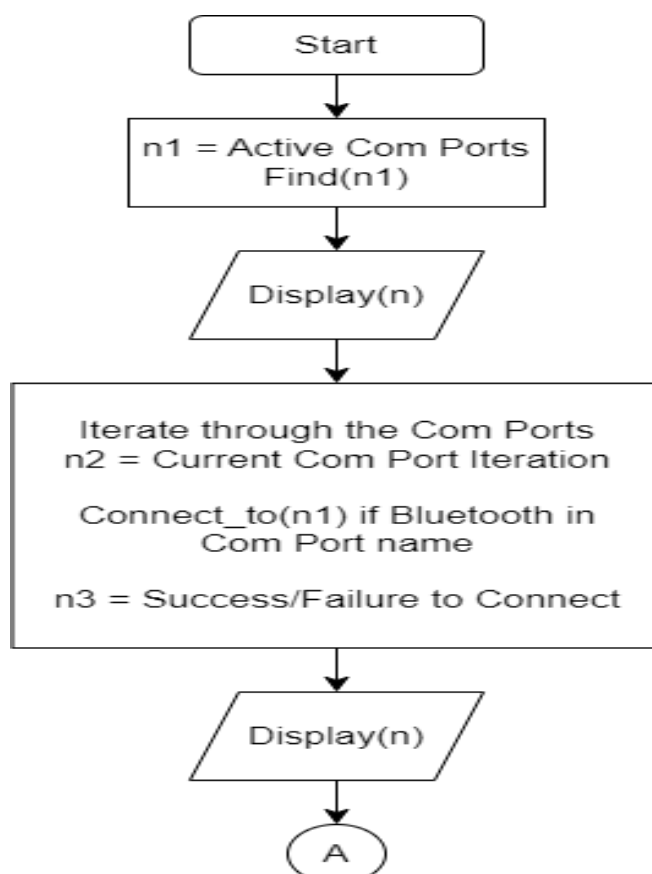 Start
n1 = Active Com Ports
Find(n1)
Display(n)
Iterate through the Com Ports
n2 = Current Com Port Iteration
Connect_to(n1) if Bluetooth in
Com Port name
n3 = Success/Failure to Connect
Display(n)
A